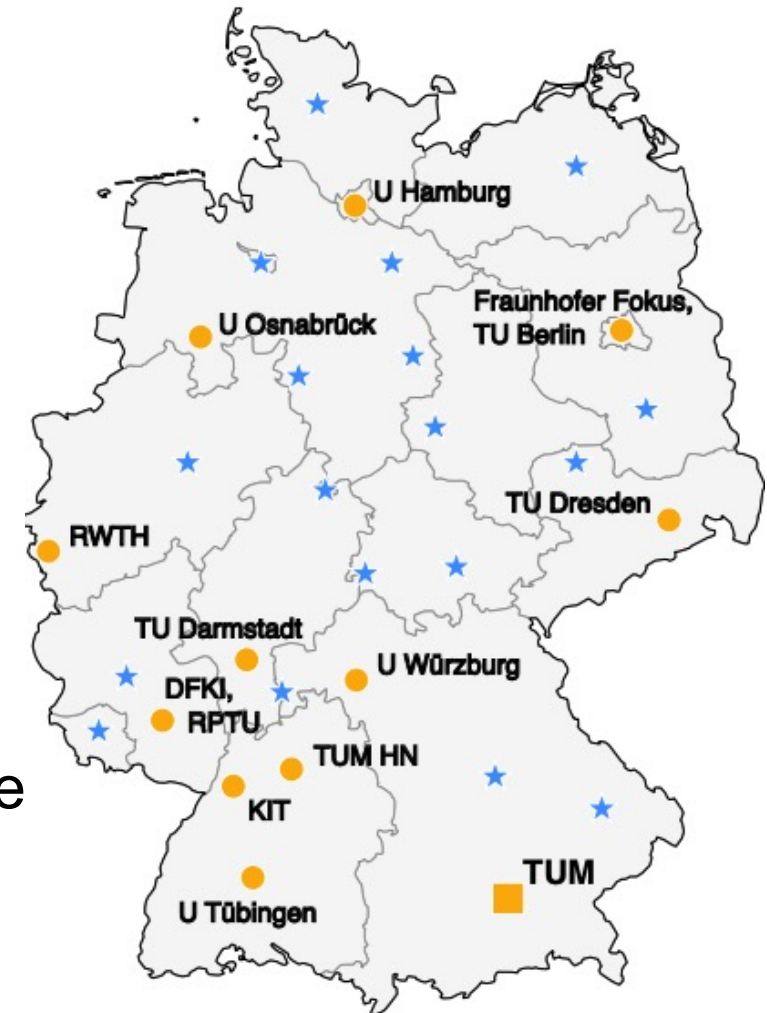 U Hamburg
Fraunhofer Fokus,
TU Berlin
U Osnabrück
TU Dresden
RWTH
TU Darmstadt
U Würzburg
DFKI,
RPTU
TUM HN
e
KIT
TUM
U Tübingen